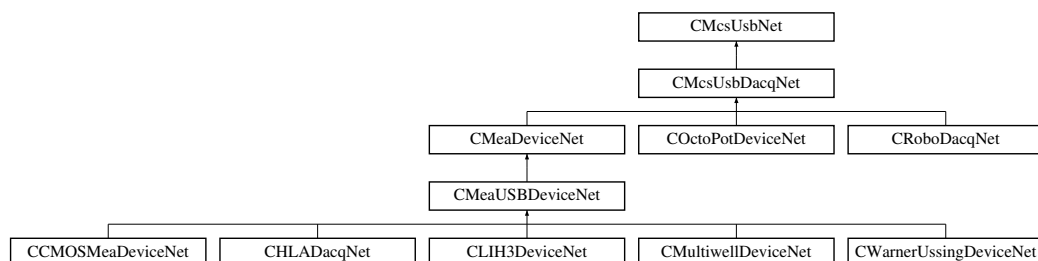 CMcsUsbNet
CMcsUsbDacqNet
CMeaDeviceNet COctoPotDeviceNet CRoboDacqNet
CMeaUSBDeviceNet
CCMOSMeaDeviceNet CHLADacqNet CLIH3DeviceNet CMultiwellDeviceNet CWarnerUssingDeviceNet